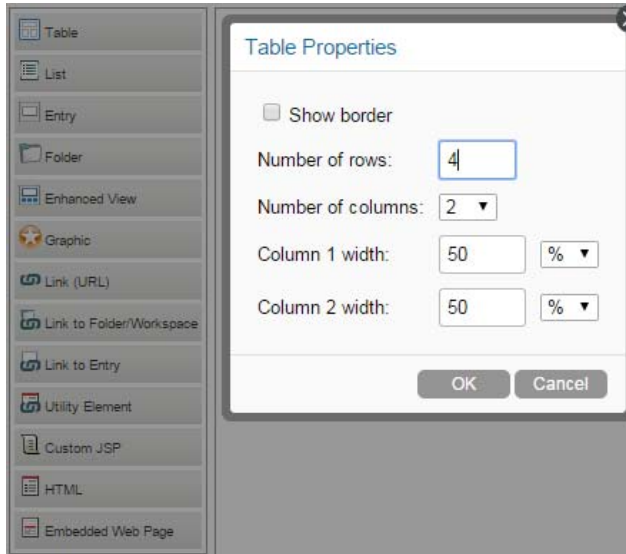 Table
List
Entry
Folder
Enhanced View
Graphic
Link (URL)
Link to Folder/Workspace
Link to Entry
Utility Element
Custom JSP
HTML
Embedded Web Page
Table Properties
Show border
Number of rows: 4
Number of columns: 2
Column 1 width: 50 %
Column 2 width: 50 %
OK Cancel